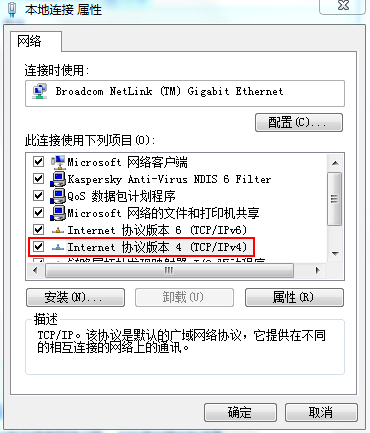 本地连接 属性
网络
连接时使用:
Broadcom NetLink (TM) Gigabit Ethernet
配置(C)...
此连接使用下列项目(O):
Microsoft 网络客户端
Kaspersky Anti-Virus NDIS 6 Filter
QoS 数据包计划程序
Microsoft 网络的文件和打印机共享
Internet 协议版本 6 (TCP/IPv6)
Internet 协议版本 4 (TCP/IPv4)
安装(N)...
卸载(U)
属性(R)
描述
TCP/IP。该协议是默认的广域网络协议，它提供在不同
的相互连接的网络上的通讯。
确定
取消